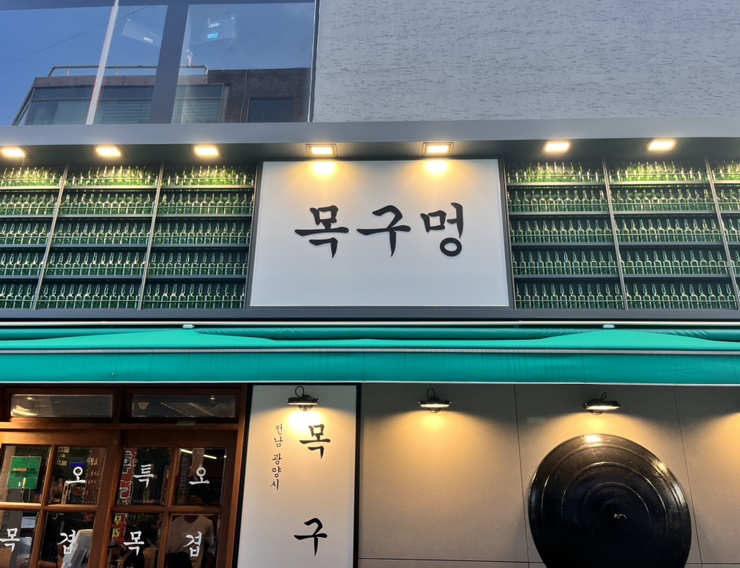 목구멍
전남 광양시
목구
오 특 오
목 겹 목 겹